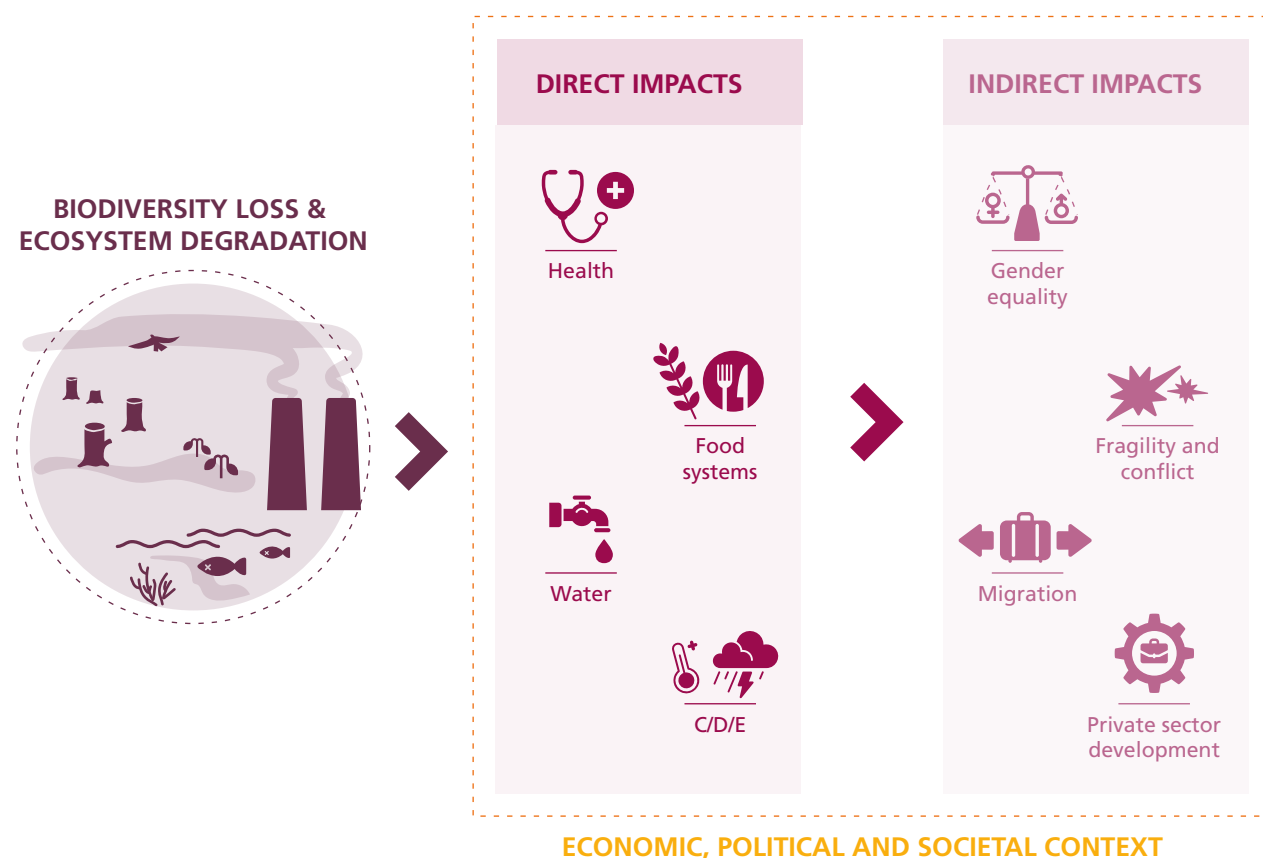 BIODIVERSITY LOSS &
ECOSYSTEM DEGRADATION
DIRECT IMPACTS
Health
Food
systems
Water
C/D/E
INDIRECT IMPACTS
Gender
equality
Fragility and
conflict
Migration
Private sector
development
ECONOMIC, POLITICAL AND SOCIETAL CONTEXT